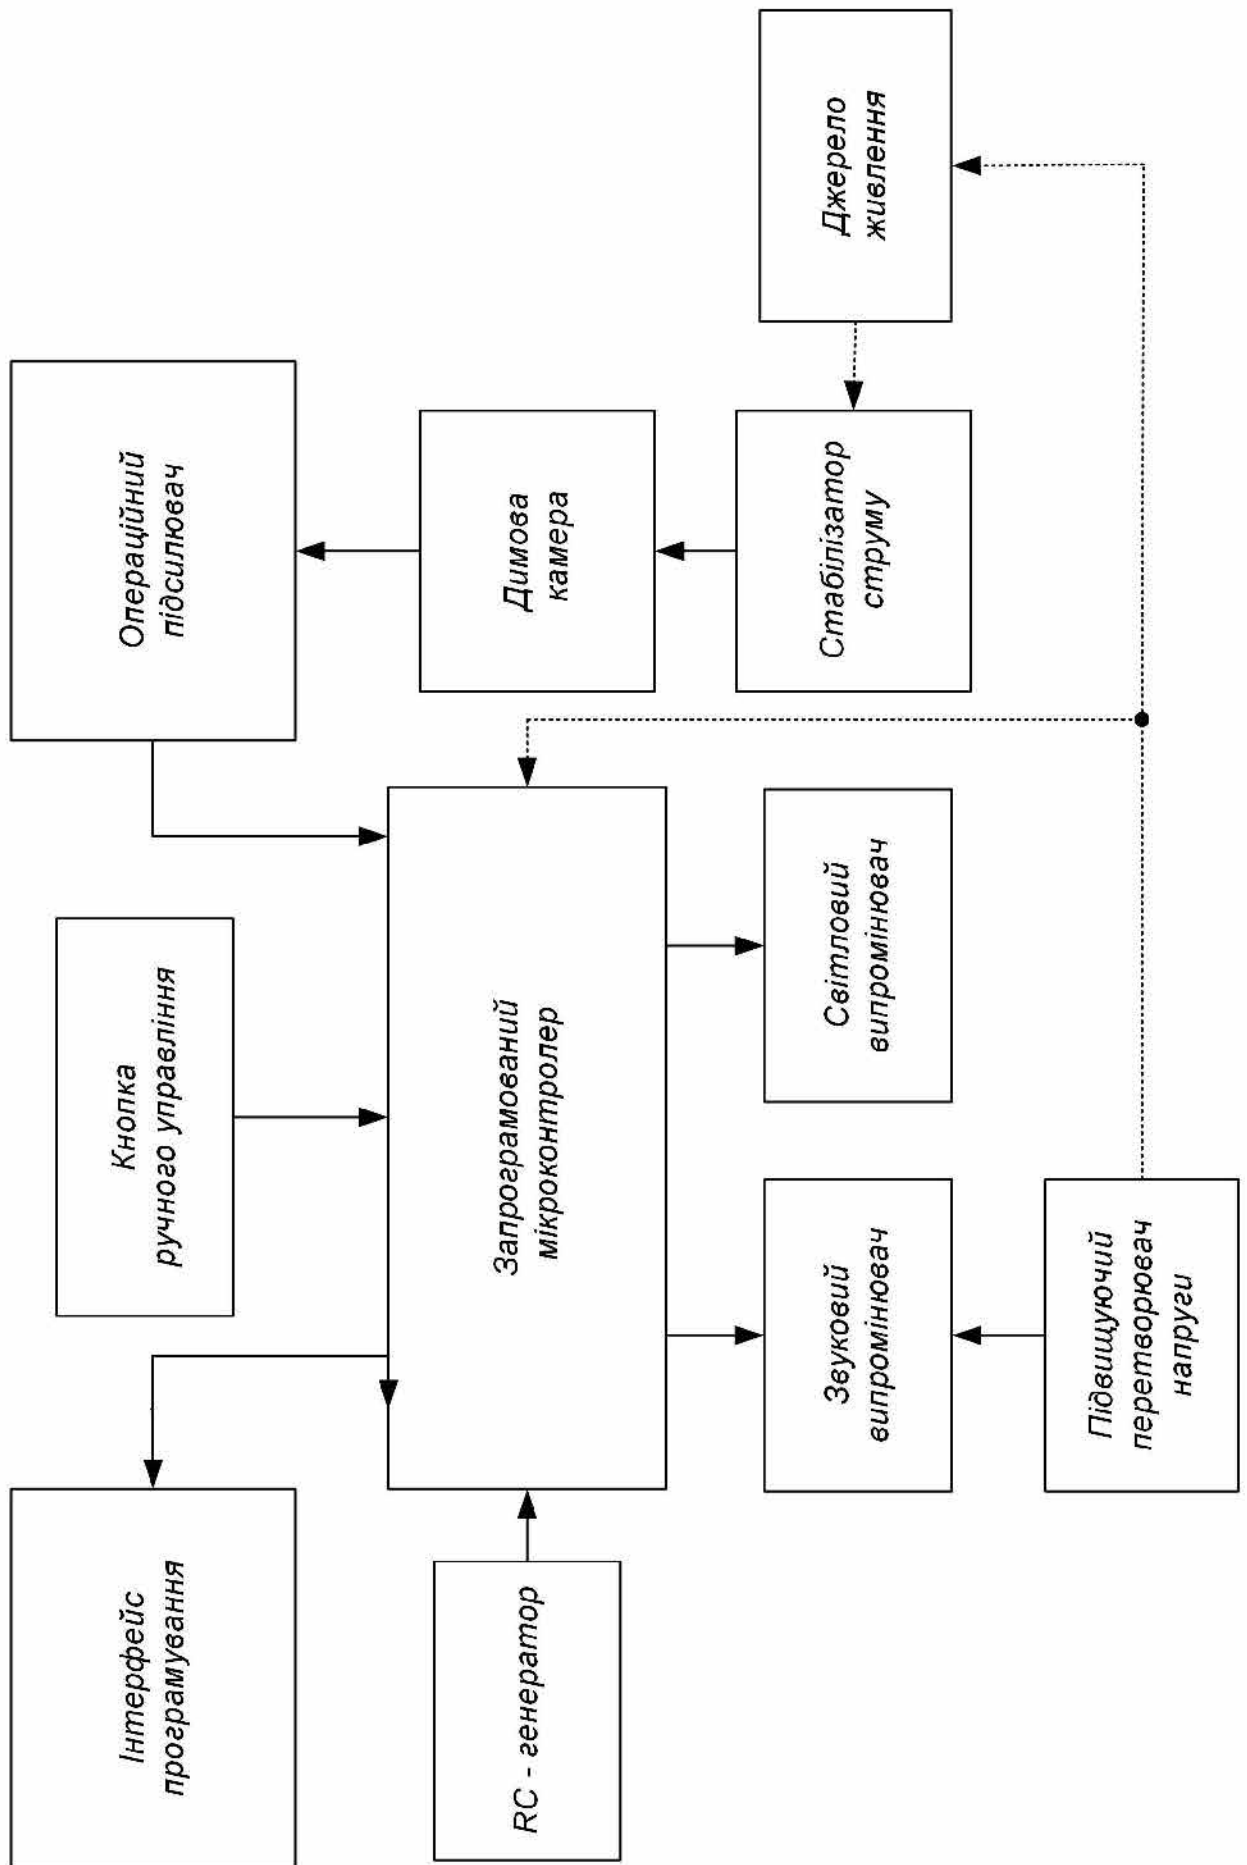 Інтерфейс
програмування
Кнопка
ручного управління
Операційний
підсилювач
RC - генератор
Запрограмований
мікроконтролер
Димова
камера
Звуковий
випромінювач
Світловий
випромінювач
Стабілізатор
струму
Джерело
живлення
Підвищуючий
перетворювач
напруги